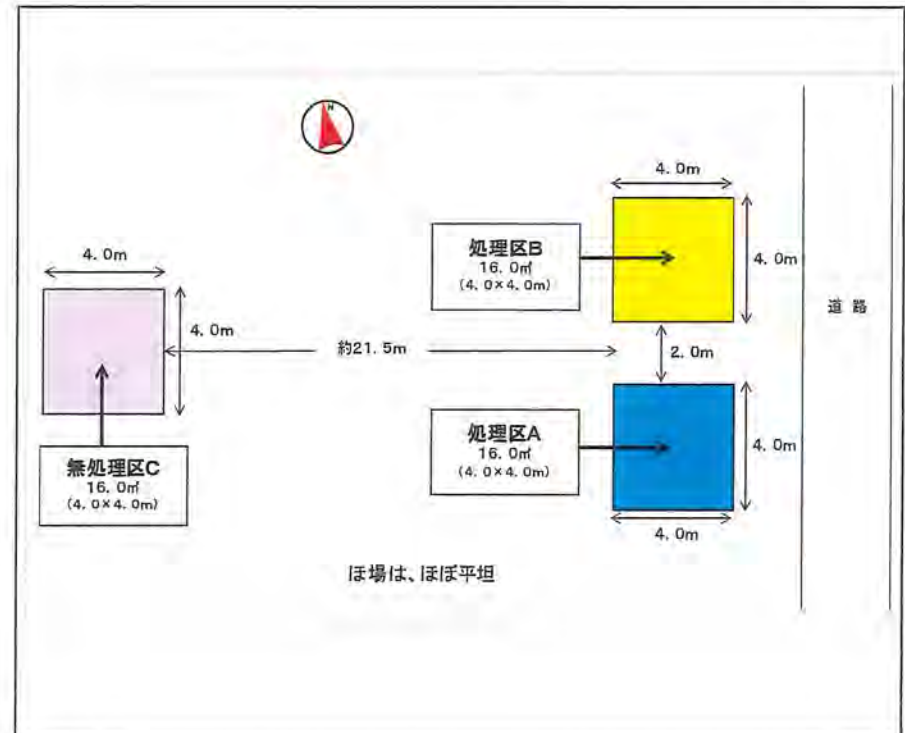 N
4. 0m
処理区B
16. 0㎡
(4. 0×4. 0m)
4. 0m
道 路
4. 0m
4. 0m
約21. 5m
2. 0m
処理区A
16. 0㎡
(4. 0×4. 0m)
4. 0m
無処理区C
16. 0㎡
(4. 0×4. 0m)
4. 0m
ほ場は、ほぼ平坦